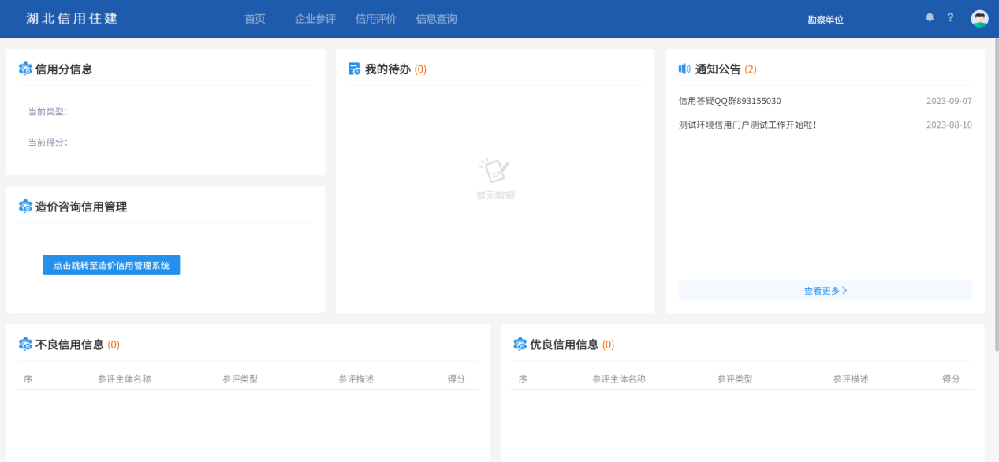 湖北信用住建
首页 企业参评 信用评价 信息查询
勘察单位
?
信用分信息
当前类型：
当前得分：
造价咨询信用管理
点击跳转至造价信用管理系统
我的待办 (0)
暂无数据
通知公告 (2)
信用答疑QQ群893155030 2023-09-07
测试环境信用门户测试工作开始啦！ 2023-08-10
查看更多
不良信用信息 (0)
序 参评主体名称 参评类型 参评描述 得分
优良信用信息 (0)
序 参评主体名称 参评类型 参评描述 得分